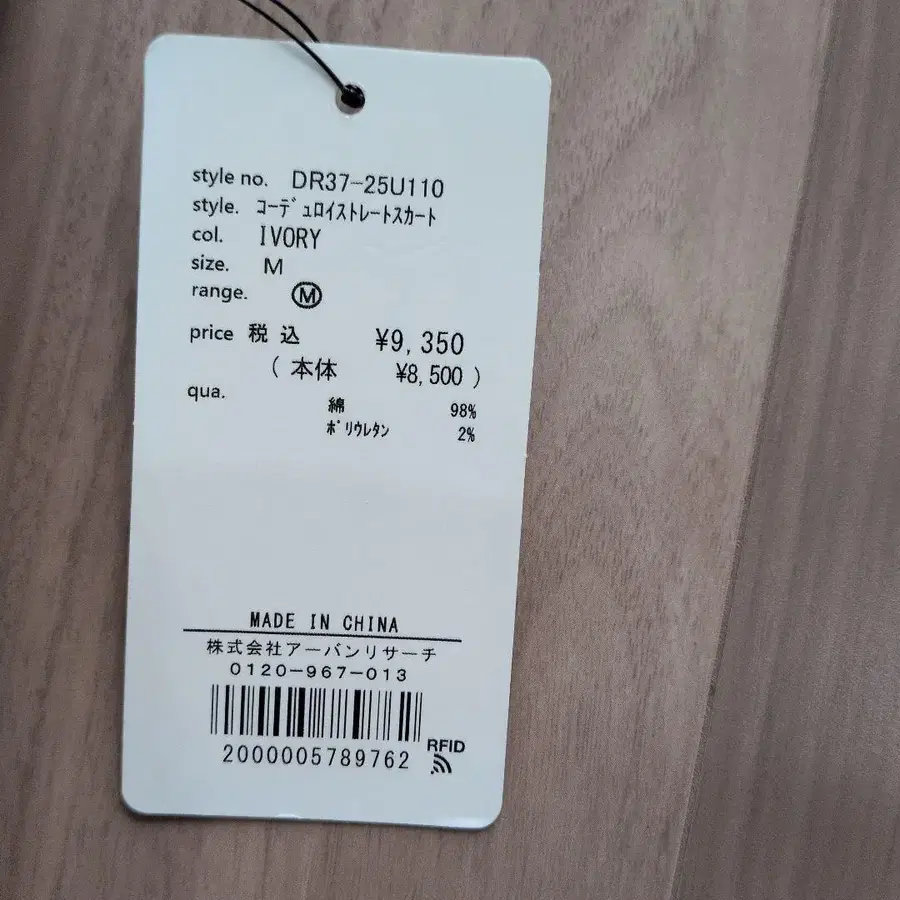 style no. DR37-25U110
style. ｺｰﾃﾞｭﾛｲｽﾄﾚｰﾄｽｶｰﾄ
col. IVORY
size. M
range. Ⓜ
price 税込 ¥9,350
( 本体 ¥8,500 )
qua.
綿 98%
ﾎﾟﾘｳﾚﾀﾝ 2%
MADE IN CHINA
株式会社アーバンリサーチ
0120-967-013
2000005789762
RFID